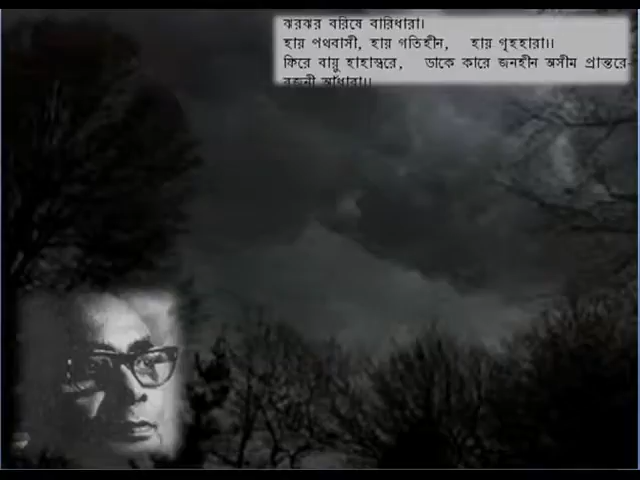 ঝরঝর বরিষে বারিধারা।
হায় পথবাসী, হায় গতিহীন, হায় গৃহহারা॥
ফিরে বায়ু হাহাস্বরে, ডাকে কারে জনহীন অসীম প্রান্তরে-
রজনী আঁধারা॥